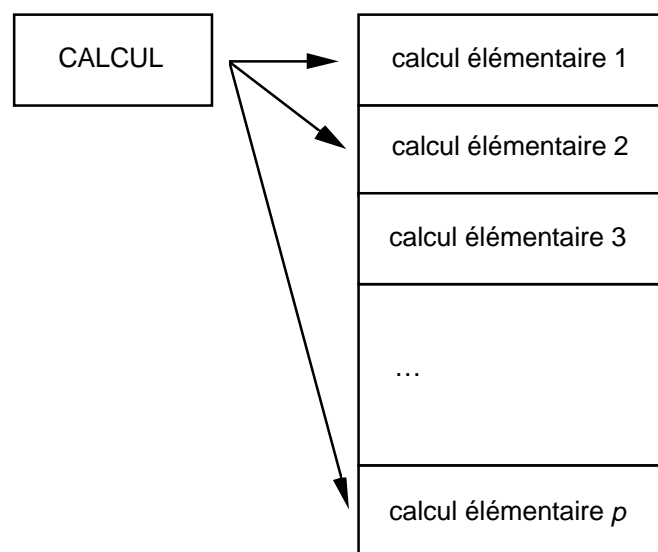 CALCUL
calcul élémentaire 1
calcul élémentaire 2
calcul élémentaire 3
…
calcul élémentaire p